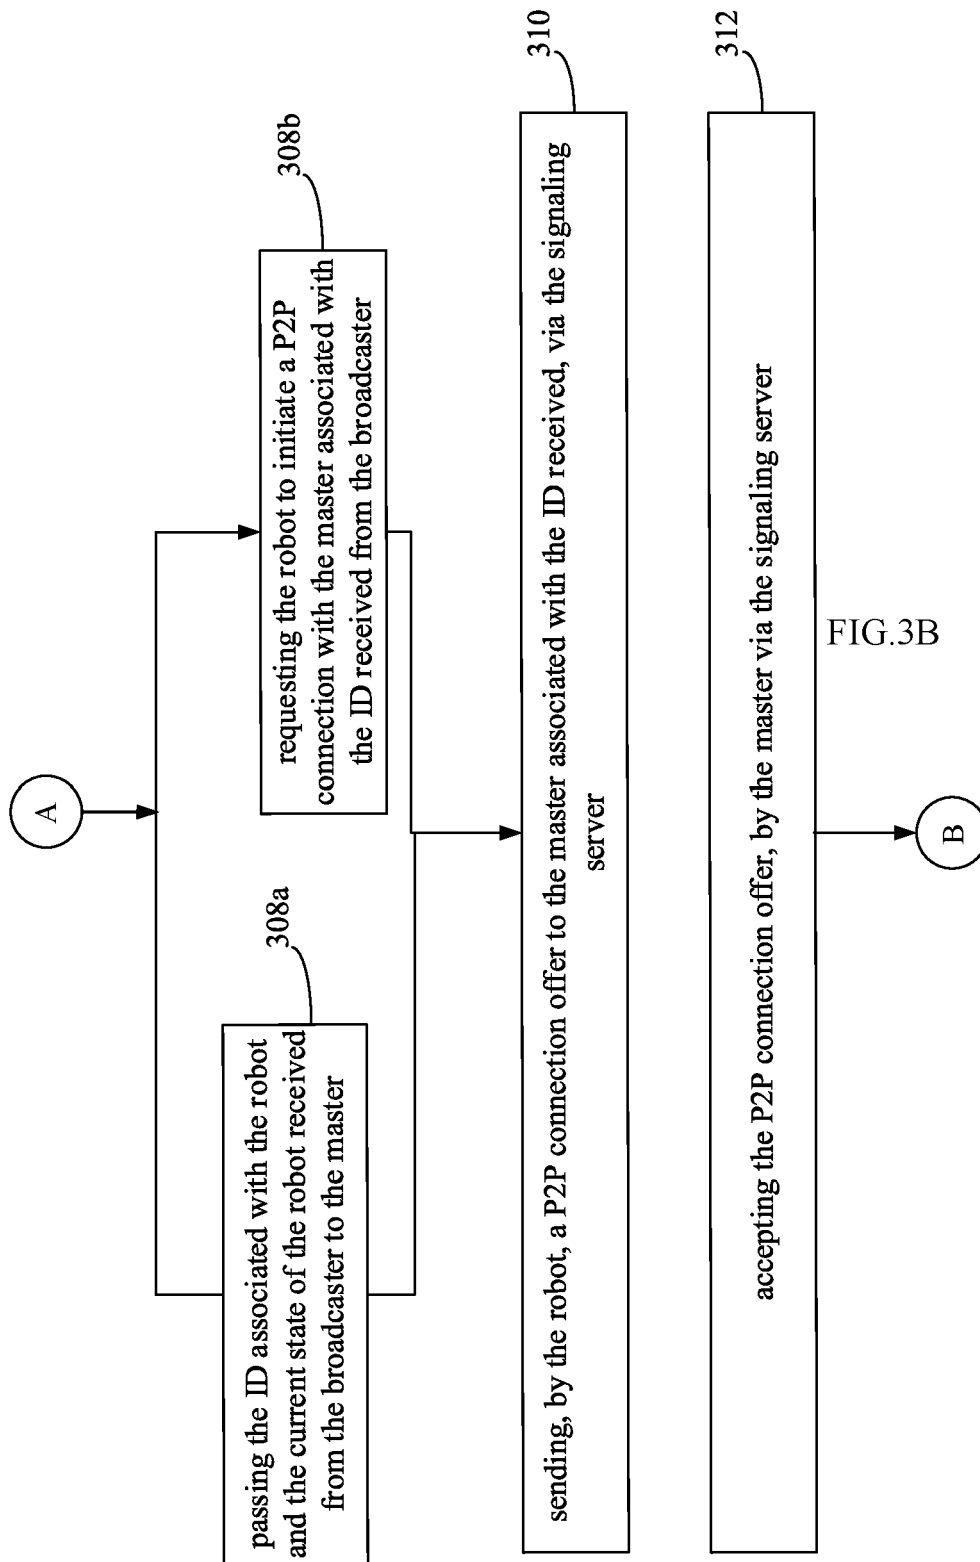 A
308a
passing the ID associated with the robot
and the current state of the robot received
from the broadcaster to the master
308b
requesting the robot to initiate a P2P
connection with the master associated with
the ID received from the broadcaster
310
sending, by the robot, a P2P connection offer to the master associated with the ID received, via the signaling
server
312
accepting the P2P connection offer, by the master via the signaling server
B
FIG.3B